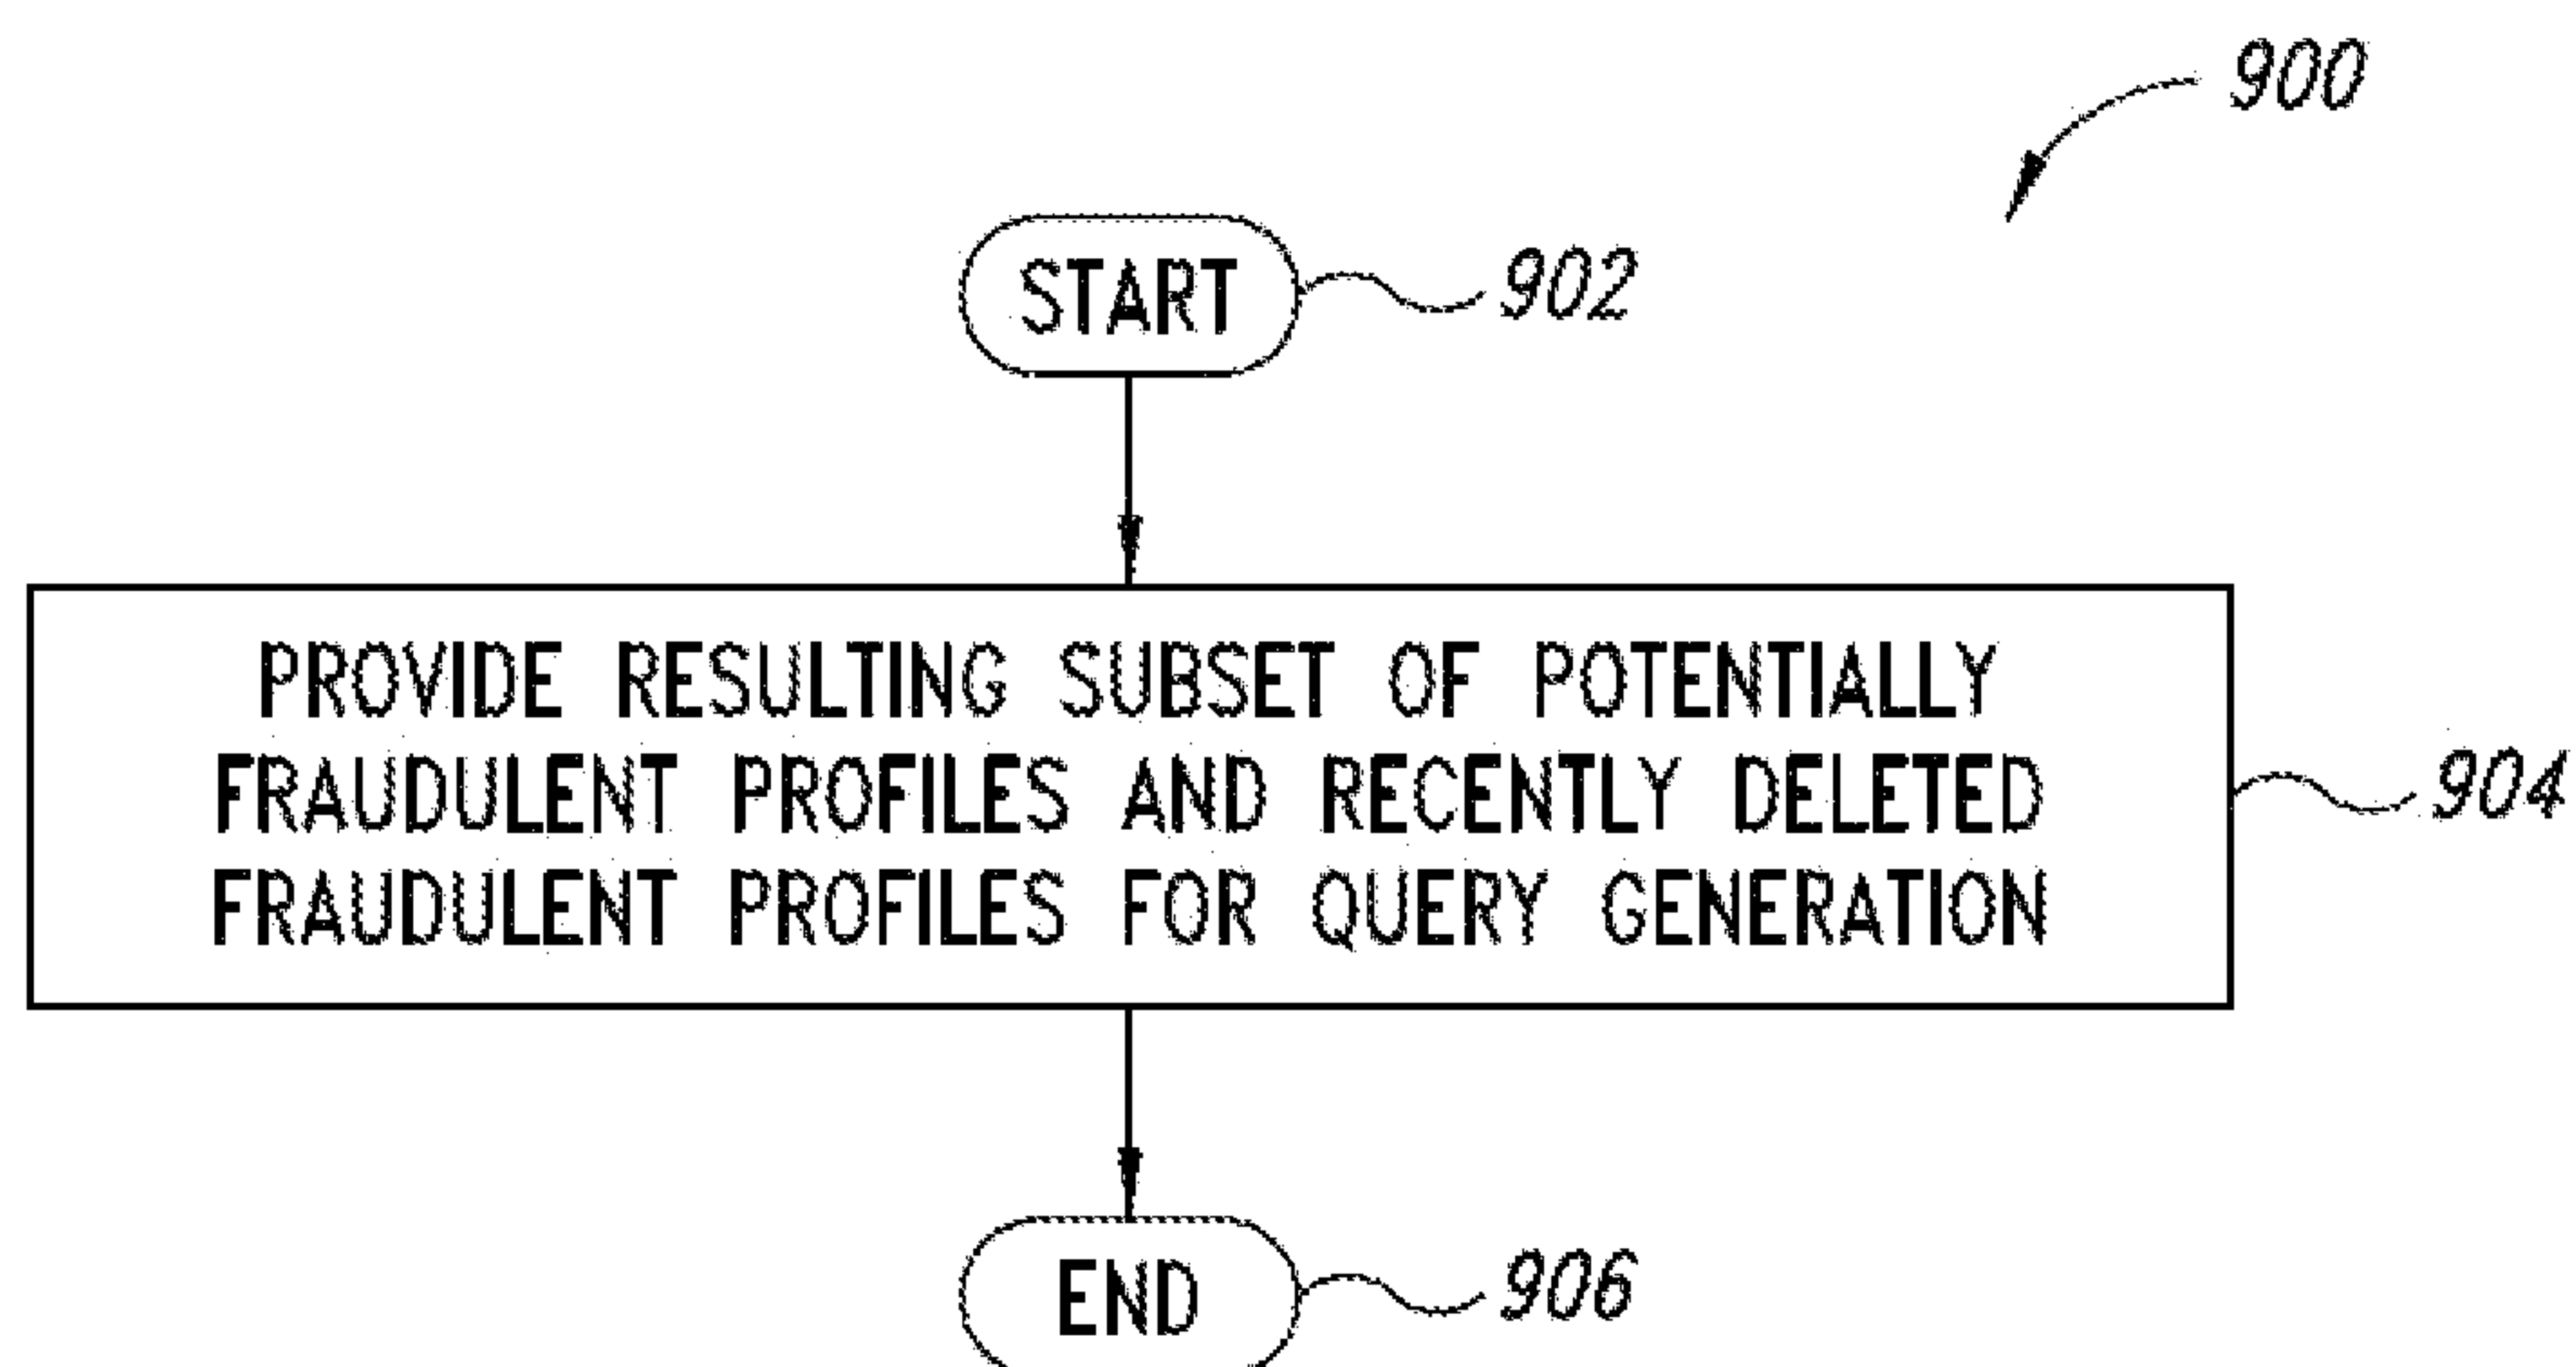 900
START
902
PROVIDE RESULTING SUBSET OF POTENTIALLY
FRAUDULENT PROFILES AND RECENTLY DELETED
FRAUDULENT PROFILES FOR QUERY GENERATION
904
END
906